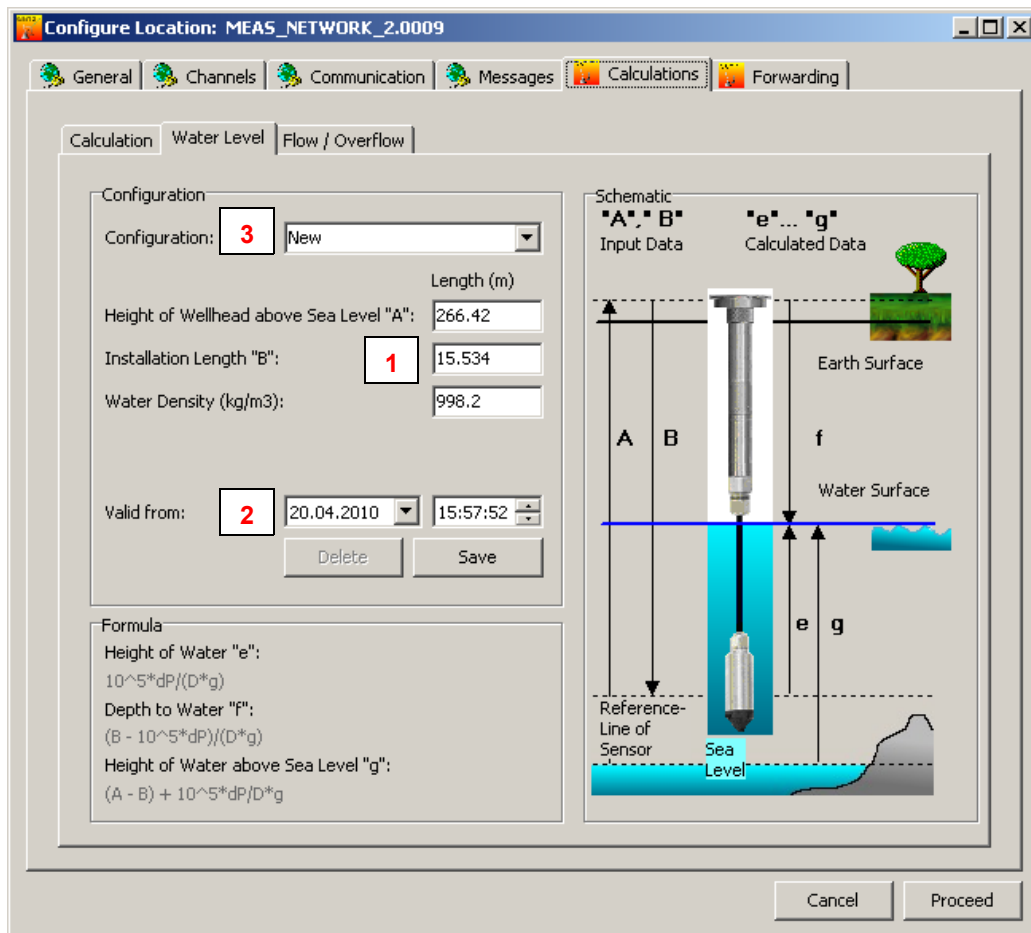 Configure Location: MEAS_NETWORK_2.0009
General Channels Communication Messages Calculations Forwarding
Calculation Water Level Flow / Overflow
Configuration
Configuration: 3 New
Length (m)
Height of Wellhead above Sea Level "A": 266.42
Installation Length "B": 1 15.534
Water Density (kg/m3): 998.2
Valid from: 2 20.04.2010 15:57:52
Delete Save
Formula
Height of Water "e":
10^5*dP/(D*g)
Depth to Water "f":
(B - 10^5*dP)/(D*g)
Height of Water above Sea Level "g":
(A - B) + 10^5*dP/D*g
Schematic
"A", " B" "e"... "g"
Input Data Calculated Data
Earth Surface
A B f
Water Surface
e g
Reference-
Line of
Sensor
Sea
Level
Cancel Proceed